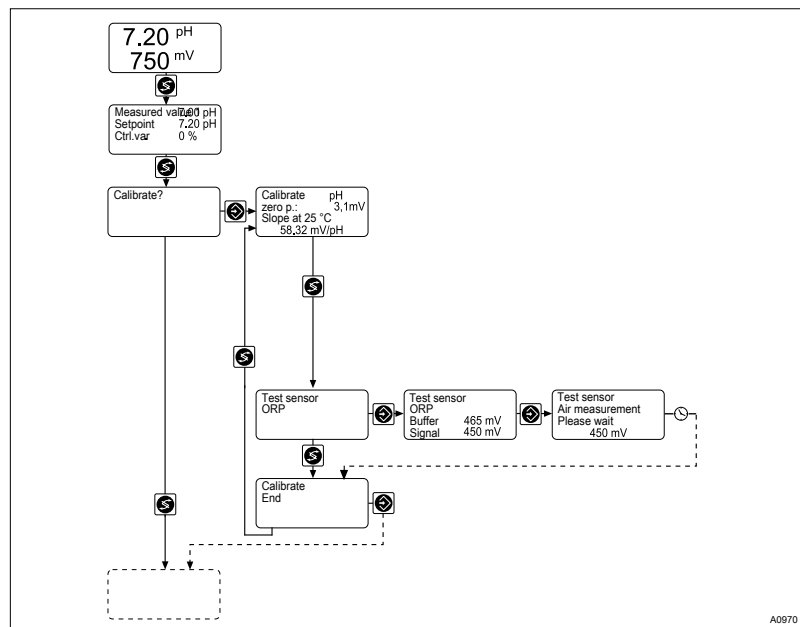 7.20 pH
750 mV
Measured value1 7.00 pH
Setpoint 7.20 pH
Ctrl.var 0 %
Calibrate?
Calibrate pH
zero p.: 3,1mV
Slope at 25 °C
58.32 mV/pH
Test sensor
ORP
Test sensor
ORP
Buffer 465 mV
Signal 450 mV
Test sensor
Air measurement
Please wait
450 mV
Calibrate
End
A0970